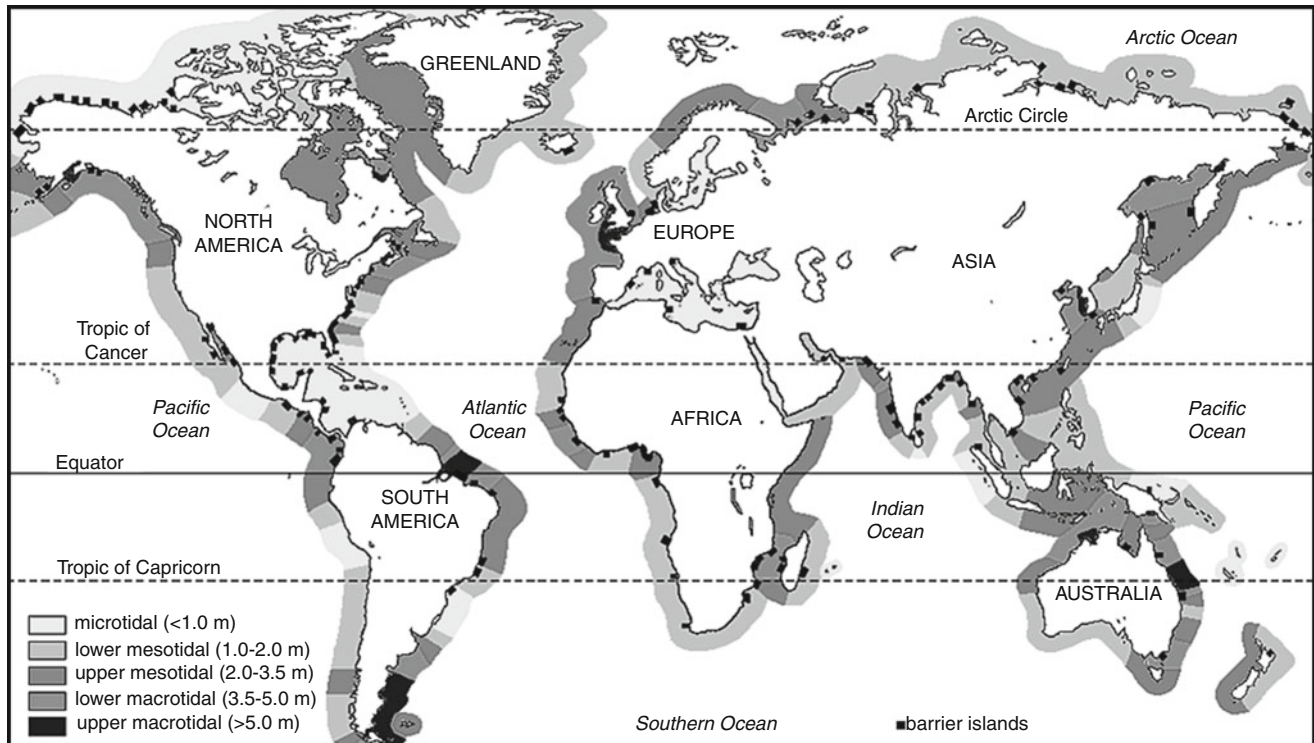 Arctic Ocean
GREENLAND
Arctic Circle
NORTH
AMERICA
EUROPE
ASIA
Tropic of
Cancer
Pacific
Ocean
Atlantic
Ocean
AFRICA
Pacific
Ocean
Equator
SOUTH
AMERICA
Indian
Ocean
Tropic of Capricorn
AUSTRALIA
microtidal (<1.0 m)
lower mesotidal (1.0-2.0 m)
upper mesotidal (2.0-3.5 m)
lower macrotidal (3.5-5.0 m)
upper macrotidal (>5.0 m)
Southern Ocean
barrier islands